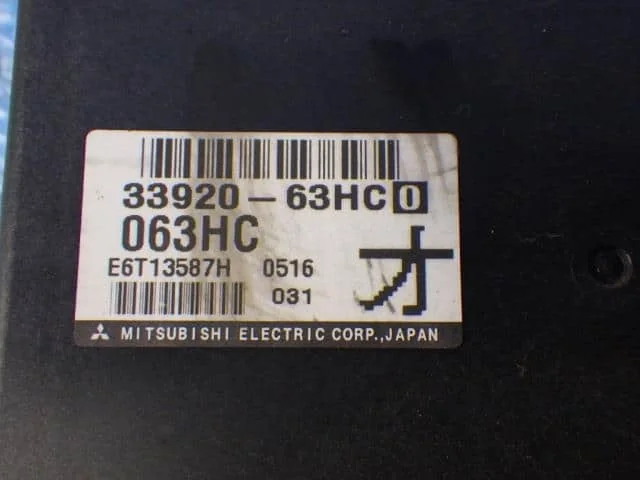 33920-63HC0
063HC
オ
E6T13587H 0516
031
MITSUBISHI ELECTRIC CORP.,JAPAN